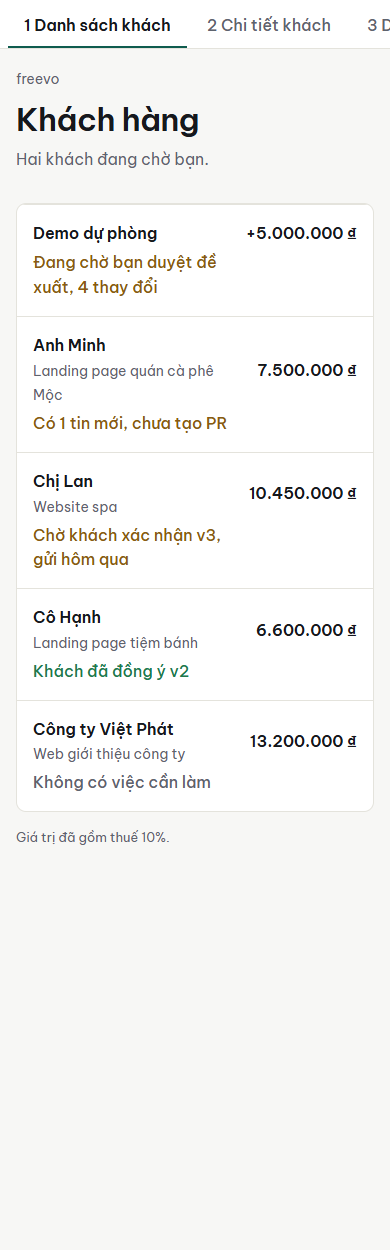 1 Danh sách khách
2 Chi tiết khách
3 D
freevo
Khách hàng
Hai khách đang chờ bạn.
Demo dự phòng
+5.000.000 ₫
Đang chờ bạn duyệt đề
xuất, 4 thay đổi
Anh Minh
Landing page quán cà phê
Mộc
7.500.000 ₫
Có 1 tin mới, chưa tạo PR
Chị Lan
Website spa
10.450.000 ₫
Chờ khách xác nhận v3,
gửi hôm qua
Cô Hạnh
Landing page tiệm bánh
6.600.000 ₫
Khách đã đồng ý v2
Công ty Việt Phát
Web giới thiệu công ty
13.200.000 ₫
Không có việc cần làm
Giá trị đã gồm thuế 10%.